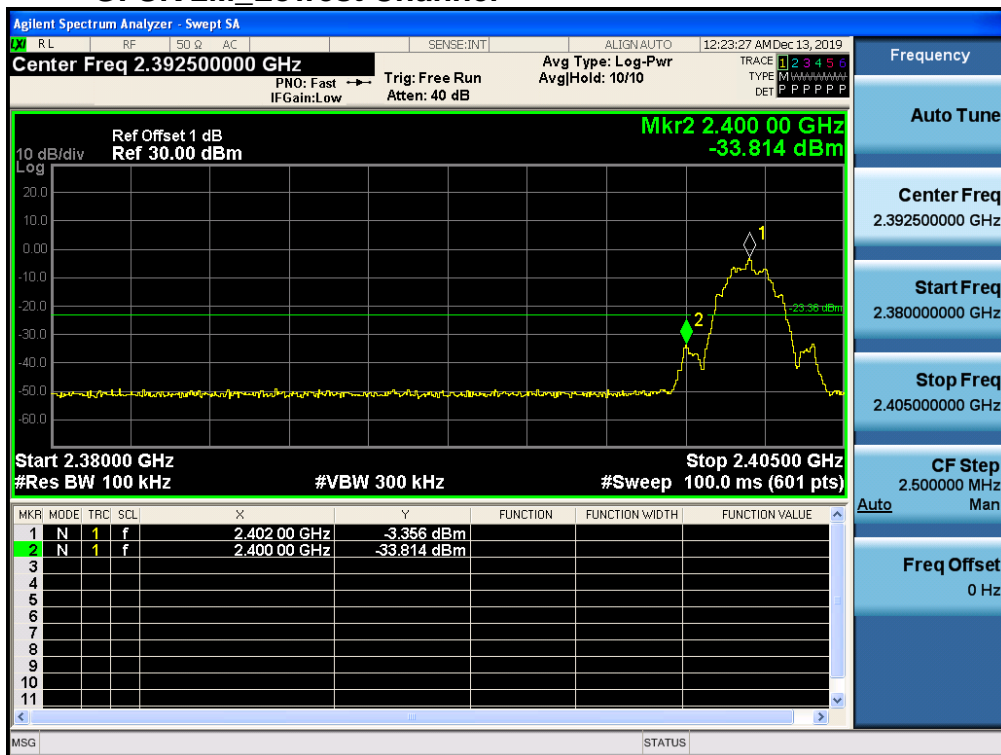 Agilent Spectrum Analyzer - Swept SA
LXI RL RF 50 Ω AC SENSE:INT ALIGNAUTO 12:23:27 AM Dec 13, 2019
Center Freq 2.392500000 GHz
PNO: Fast
IFGain:Low
Trig: Free Run
Atten: 40 dB
Avg Type: Log-Pwr
Avg|Hold: 10/10
TRACE 1 2 3 4 5 6
TYPE M
DET P P P P P P
Mkr2 2.400 00 GHz
-33.814 dBm
Ref Offset 1 dB
10 dB/div Ref 30.00 dBm
Log
20.0
10.0
0.00
-10.0
-20.0
-30.0
-40.0
-50.0
-60.0
1
2
-23.36 dBm
Start 2.38000 GHz Stop 2.40500 GHz
#Res BW 100 kHz #VBW 300 kHz #Sweep 100.0 ms (601 pts)
MKR MODE TRC SCL X Y FUNCTION FUNCTION WIDTH FUNCTION VALUE
1 N 1 f 2.402 00 GHz -3.356 dBm
2 N 1 f 2.400 00 GHz -33.814 dBm
3
4
5
6
7
8
9
10
11
MSG STATUS
Frequency
Auto Tune
Center Freq
2.392500000 GHz
Start Freq
2.380000000 GHz
Stop Freq
2.405000000 GHz
CF Step
2.500000 MHz
Auto Man
Freq Offset
0 Hz